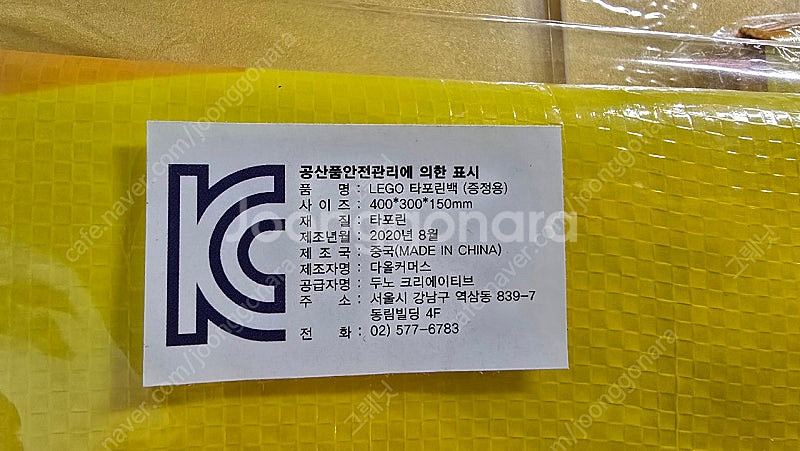 공산품안전관리에 의한 표시
품 명 : LEGO 타포린백 (증정용)
사 이 즈 : 400*300*150mm
재 질 : 타포린
제조년월 : 2020년 8월
제 조 국 : 중국(MADE IN CHINA)
제조자명 : 다올커머스
공급자명 : 두노 크리에이티브
주 소 : 서울시 강남구 역삼동 839-7
동림빌딩 4F
전 화 : 02) 577-6783
KC
Joonggonara
cafe.naver.com/joonggonara
그레닛